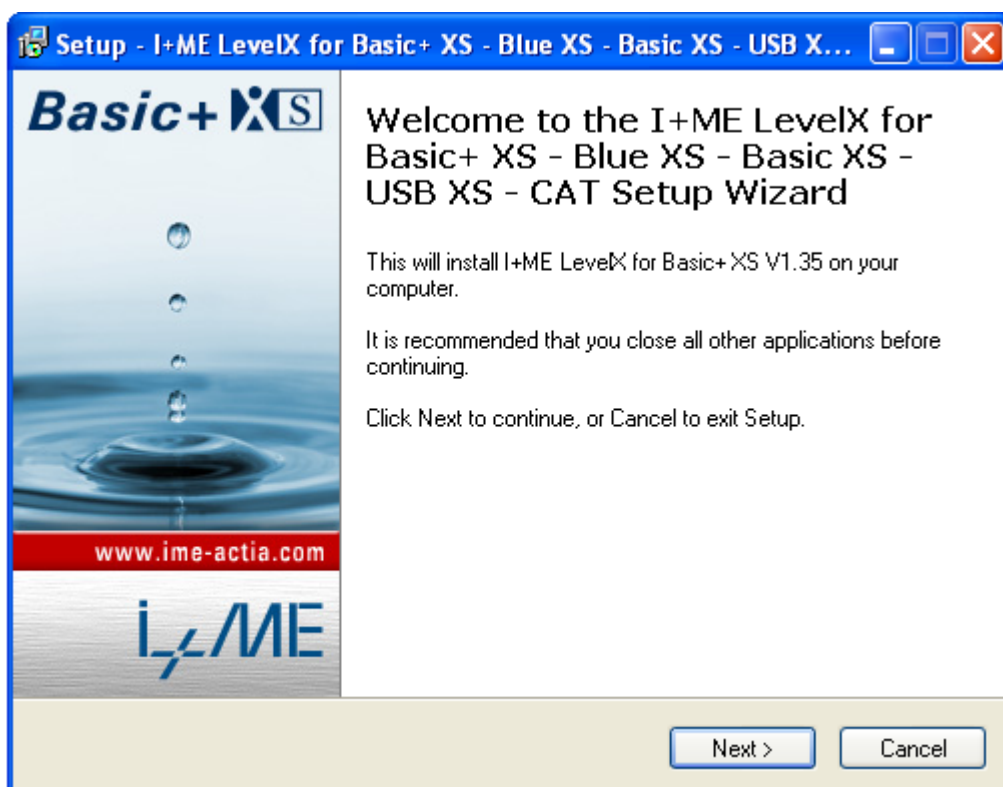 Setup - I+ME LevelX for Basic+ XS - Blue XS - Basic XS - USB X...
Basic+ XS
www.ime-actia.com
i+ME
Welcome to the I+ME LevelX for
Basic+ XS - Blue XS - Basic XS -
USB XS - CAT Setup Wizard
This will install I+ME LevelX for Basic+ XS V1.35 on your
computer.
It is recommended that you close all other applications before
continuing.
Click Next to continue, or Cancel to exit Setup.
Next >
Cancel